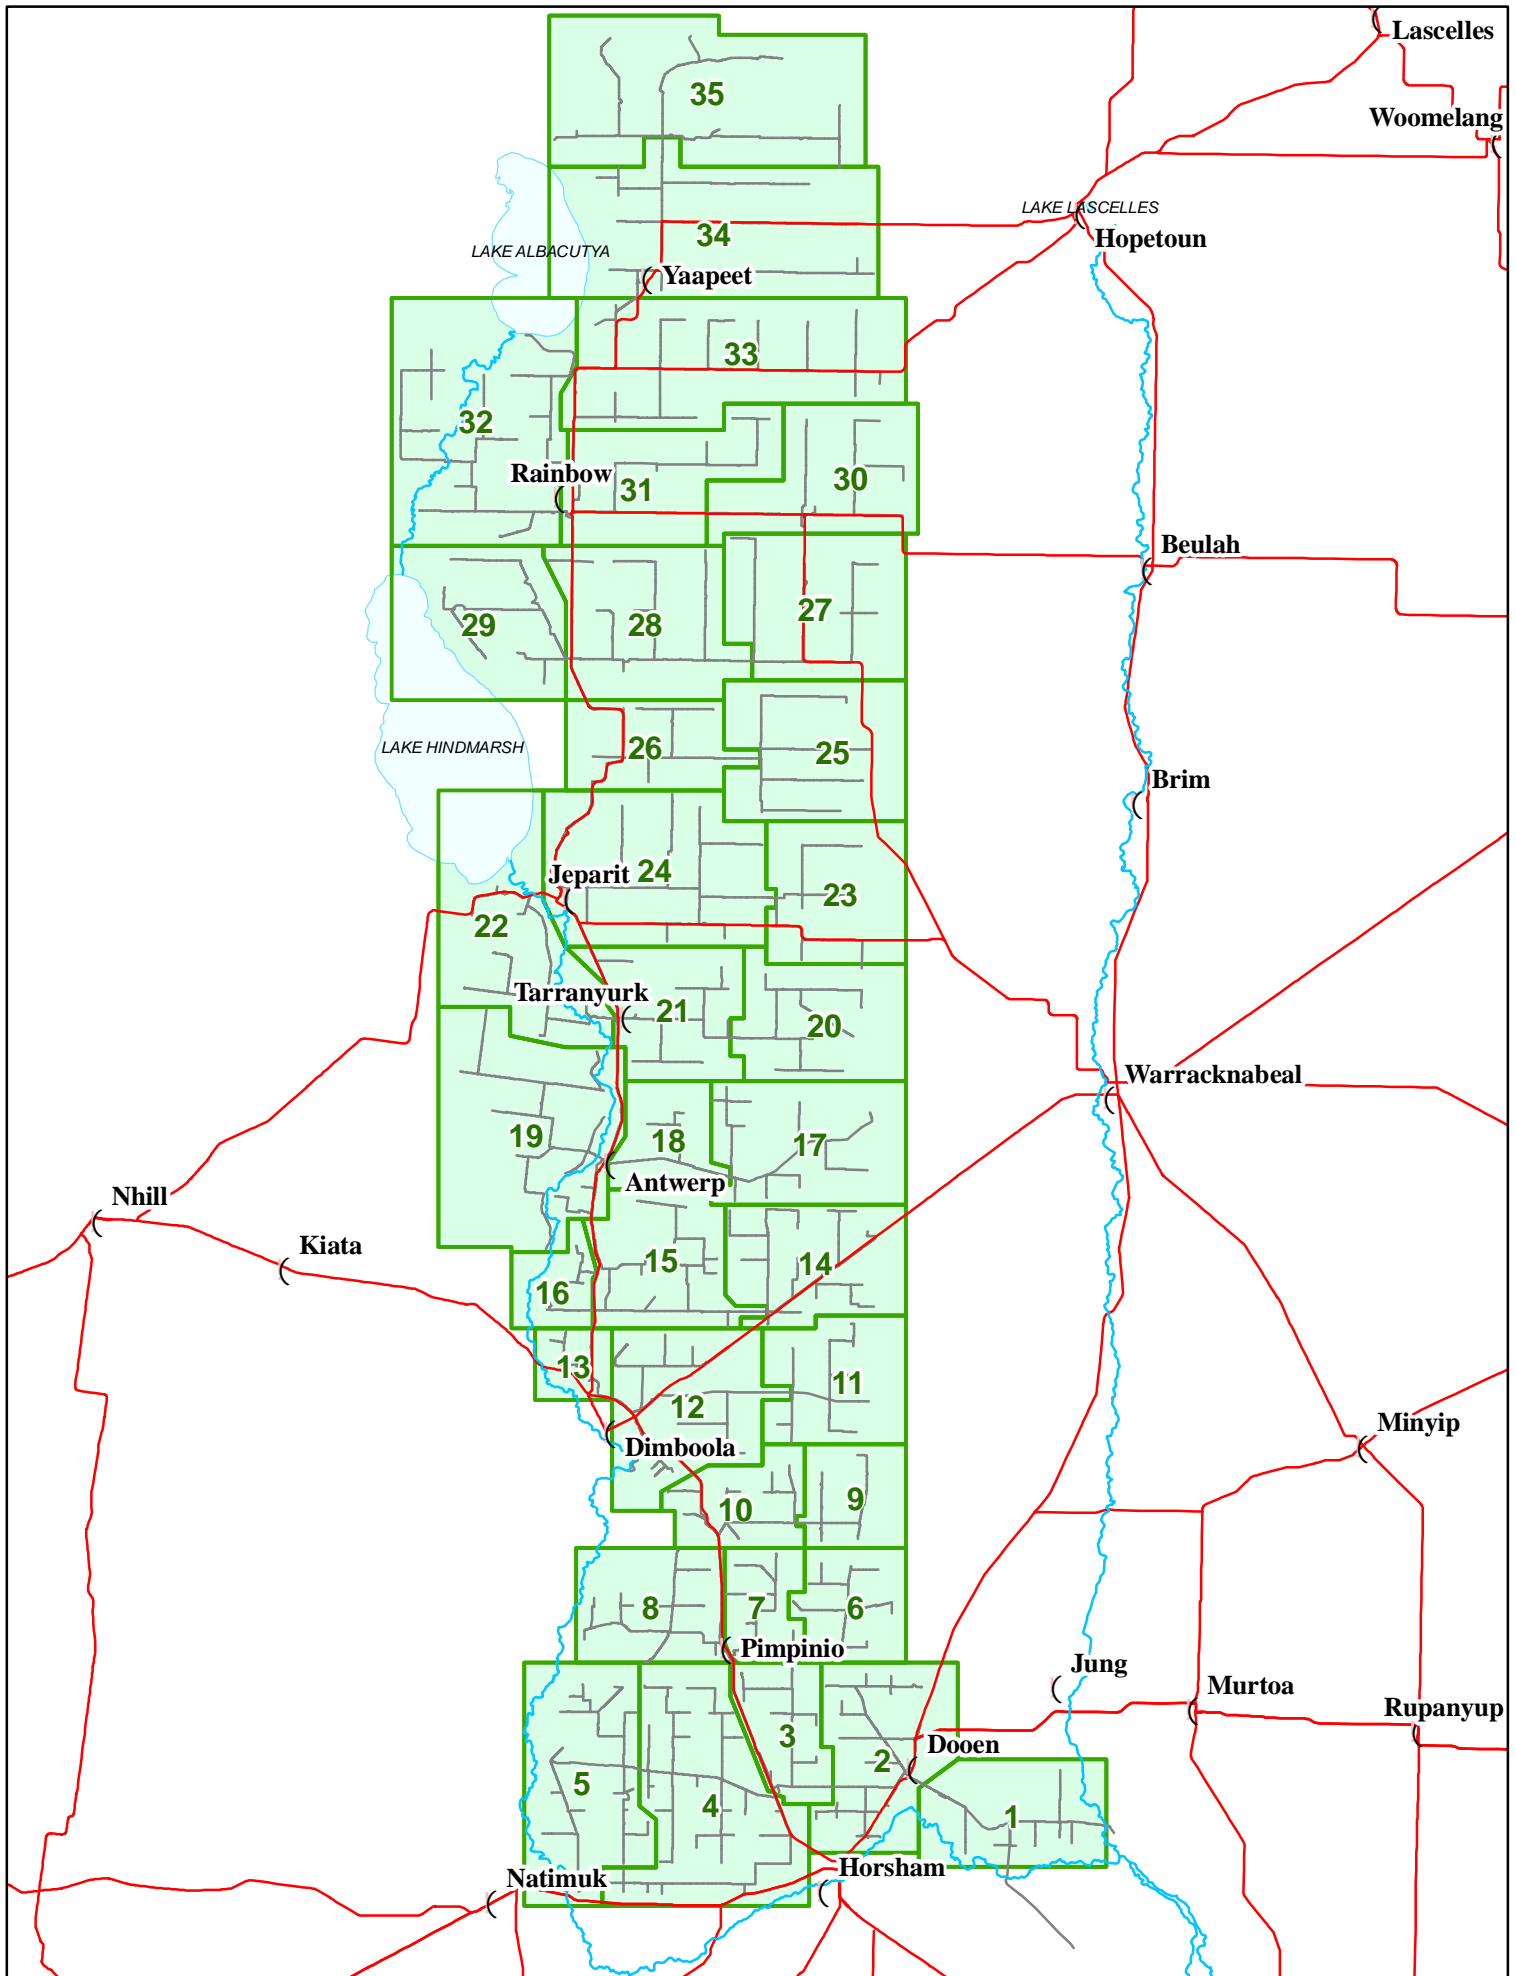 Lascelles
35
Woomelang
LAKE LASCELLES
34
Hopetoun
LAKE ALBACUTYA
Yaapeet
33
32
Rainbow
31
30
Beulah
29
28
27
LAKE HINDMARSH
26
25
Brim
Jeparit
24
23
22
Tarranyurk
21
20
Warracknabeal
19
18
17
Antwerp
Nhill
Kiata
15
14
16
13
11
12
Minyip
Dimboola
10
9
8
7
6
Pimpinio
Jung
Murtoa
Rupanyup
3
2
Dooen
5
4
1
Horsham
Natimuk